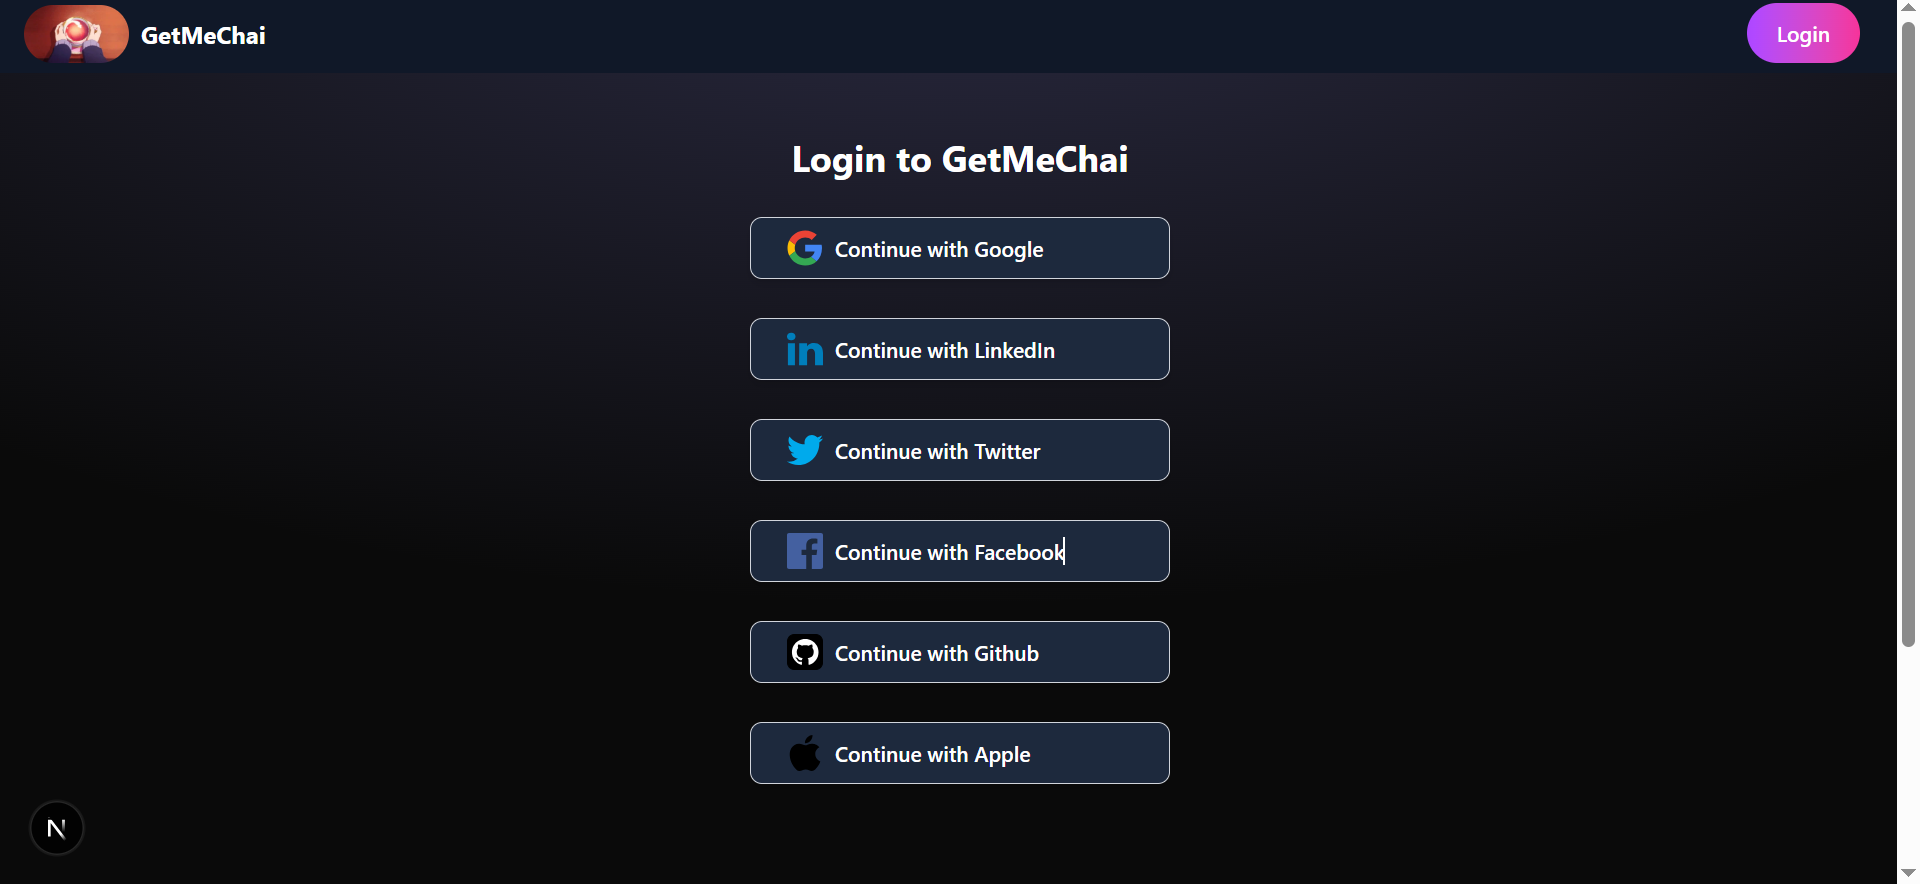 GetMeChai
Login
Login to GetMeChai
Continue with Google
Continue with LinkedIn
Continue with Twitter
Continue with Facebook
Continue with Github
Continue with Apple
N